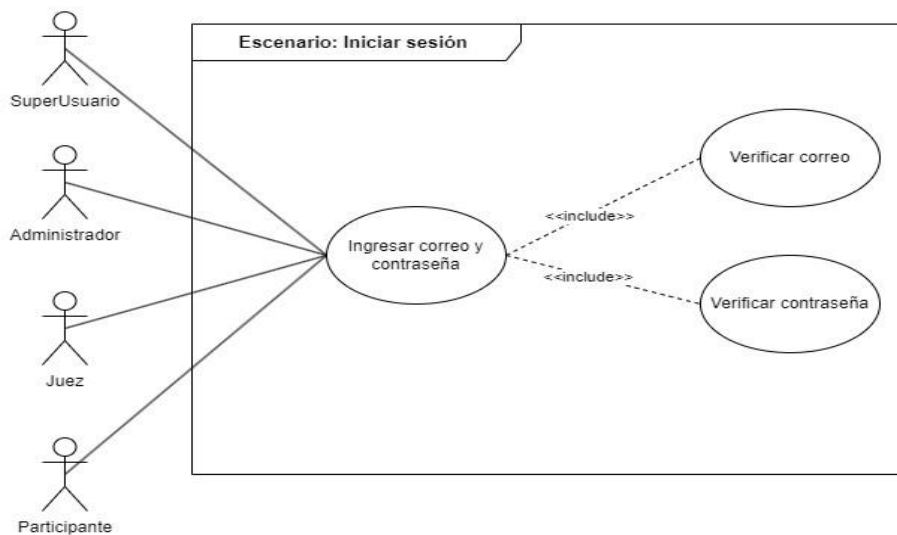 Escenario: Iniciar sesión
SuperUsuario
Administrador
Juez
Participante
Ingresar correo y
contraseña
<<include>>
<<include>>
Verificar correo
Verificar contraseña